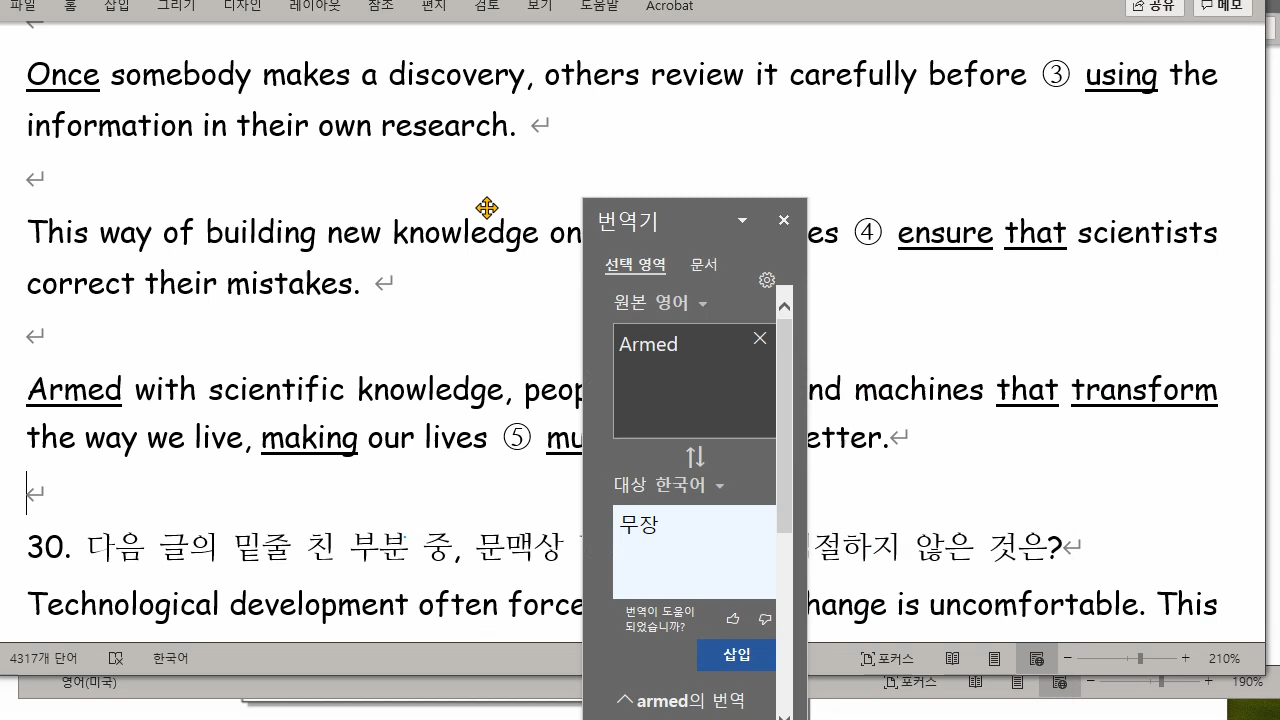 파일 홈 삽입 그리기 디자인 레이아웃 참조 편지 검토 보기 도움말 Acrobat 공유 메모
Once somebody makes a discovery, others review it carefully before ③ using the
information in their own research.
This way of building new knowledge on es ④ ensure that scientists
correct their mistakes.
Armed with scientific knowledge, peop nd machines that transform
the way we live, making our lives ⑤ mu etter.
30. 다음 글의 밑줄 친 부분 중, 문맥상 절하지 않은 것은?
Technological development often force hange is uncomfortable. This
번역기
선택 영역 문서
원본 영어
Armed
대상 한국어
무장
번역이 도움이
되었습니까?
삽입
armed의 번역
4317개 단어 한국어 포커스 210%
영어(미국) 포커스 190%